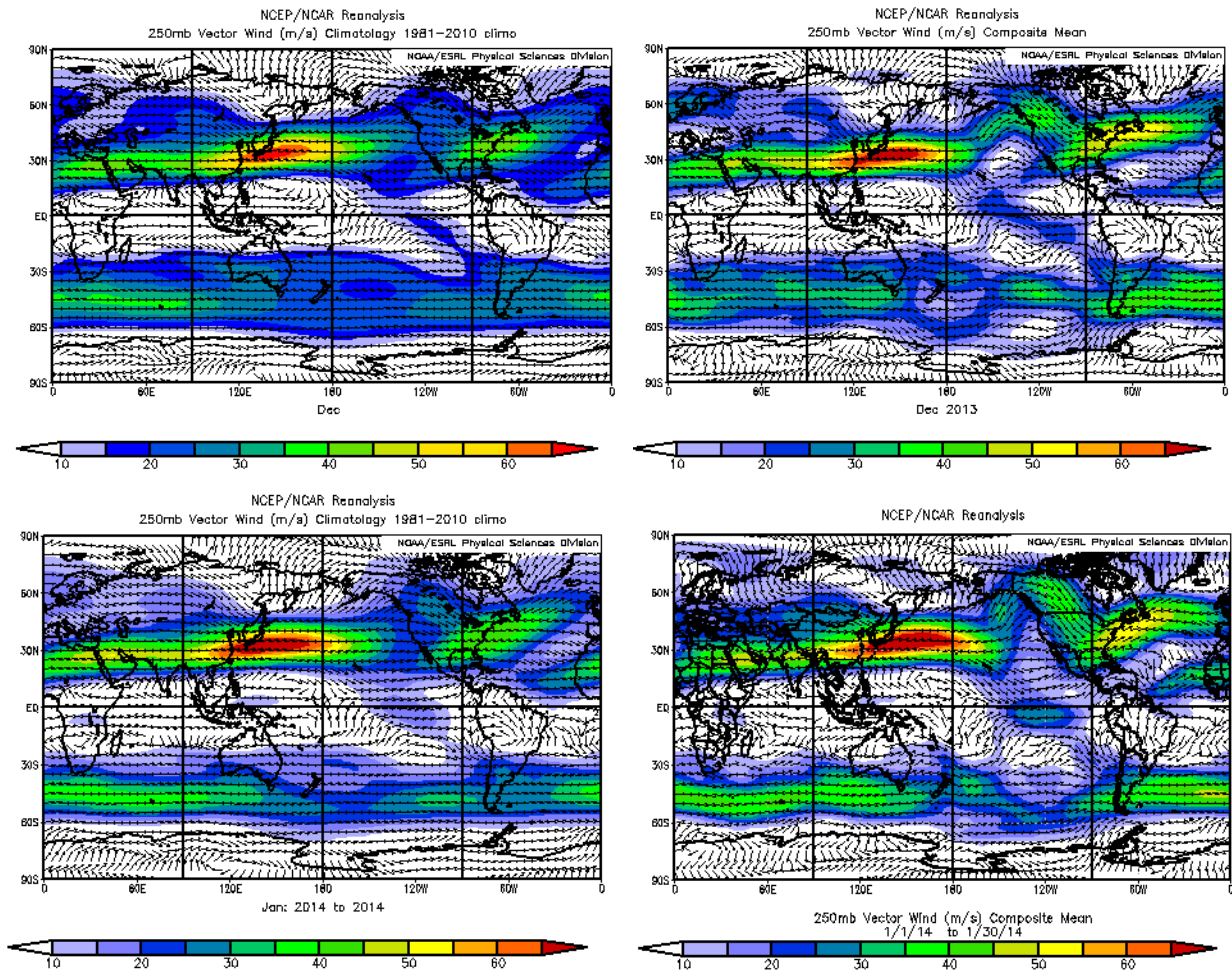 NCEP/NCAR Reanalysis
250mb Vector Wind (m/s) Climatology 1981-2010 climo
NOAA/ESRL Physical Sciences Division
90N
60N
30N
EQ
30S
60S
90S
0 60E 120E 180 120W 60W 0
Dec
10 20 30 40 50 60
NCEP/NCAR Reanalysis
250mb Vector Wind (m/s) Composite Mean
NOAA/ESRL Physical Sciences Division
90N
60N
30N
EQ
30S
60S
90S
0 60E 120E 180 120W 60W 0
Dec 2013
10 20 30 40 50 60
NCEP/NCAR Reanalysis
250mb Vector Wind (m/s) Climatology 1981-2010 climo
NOAA/ESRL Physical Sciences Division
90N
60N
30N
EQ
30S
60S
90S
0 60E 120E 180 120W 60W 0
Jan: 2014 to 2014
10 20 30 40 50 60
NCEP/NCAR Reanalysis
NOAA/ESRL Physical Sciences Division
90N
60N
30N
EQ
30S
60S
90S
0 60E 120E 180 120W 60W 0
250mb Vector Wind (m/s) Composite Mean
1/1/14 to 1/30/14
10 20 30 40 50 60